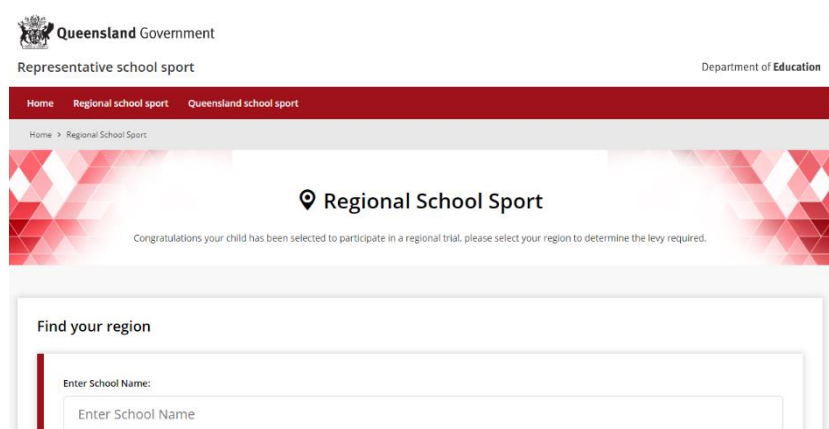 Queensland Government
Representative school sport
Department of Education
Home Regional school sport Queensland school sport
Home > Regional School Sport
Regional School Sport
Congratulations your child has been selected to participate in a regional trial, please select your region to determine the levy required.
Find your region
Enter School Name:
Enter School Name